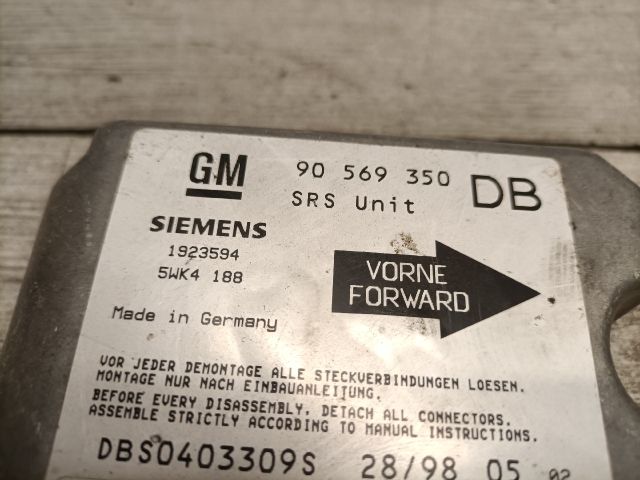 GM 90 569 350 DB
SRS Unit
SIEMENS
1923594
5WK4 188
VORNE
FORWARD
Made in Germany
VOR JEDER DEMONTAGE ALLE STECKVERBINDUNGEN LOESEN.
MONTAGE NUR NACH EINBAUANLEITUNG.
BEFORE EVERY DISASSEMBLY, DETACH ALL CONNECTORS.
ASSEMBLE STRICTLY ACCORDING TO MANUAL INSTRUCTIONS.
DBS0403309S 28/98 05 02